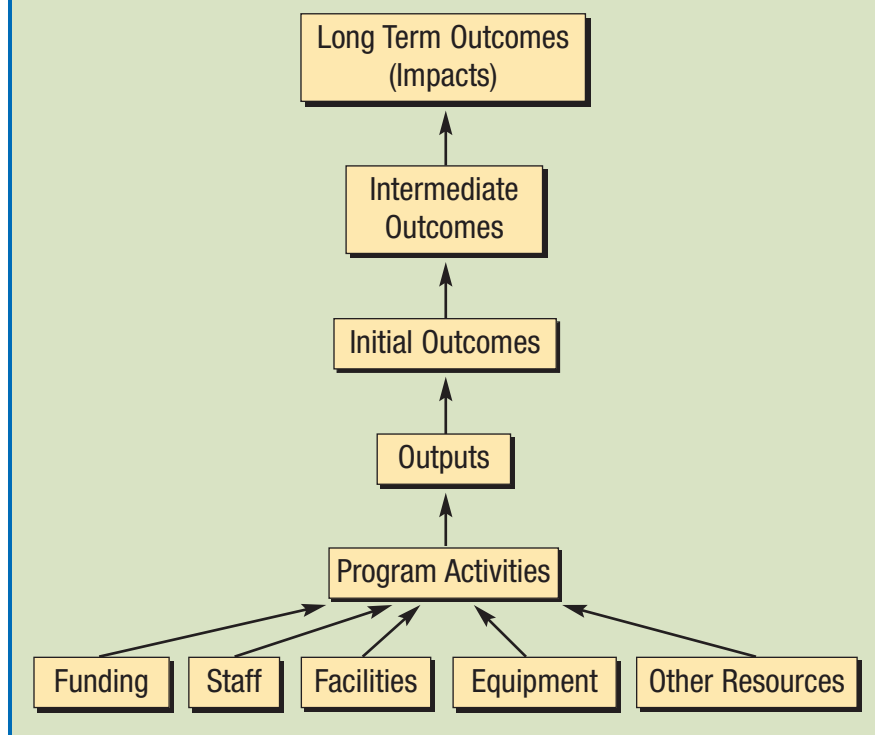 Long Term Outcomes
(Impacts)
Intermediate
Outcomes
Initial Outcomes
Outputs
Program Activities
Funding
Staff
Facilities
Equipment
Other Resources